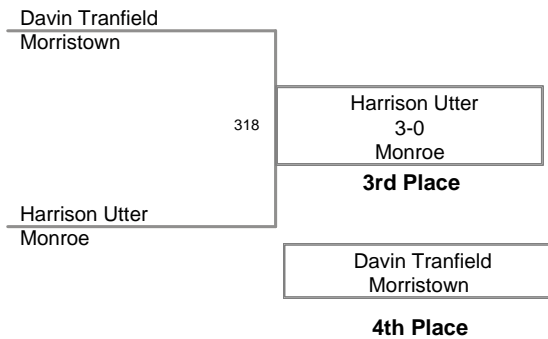 Davin Tranfield
Morristown
318
Harrison Utter
3-0
Monroe
3rd Place
Harrison Utter
Monroe
Davin Tranfield
Morristown
4th Place